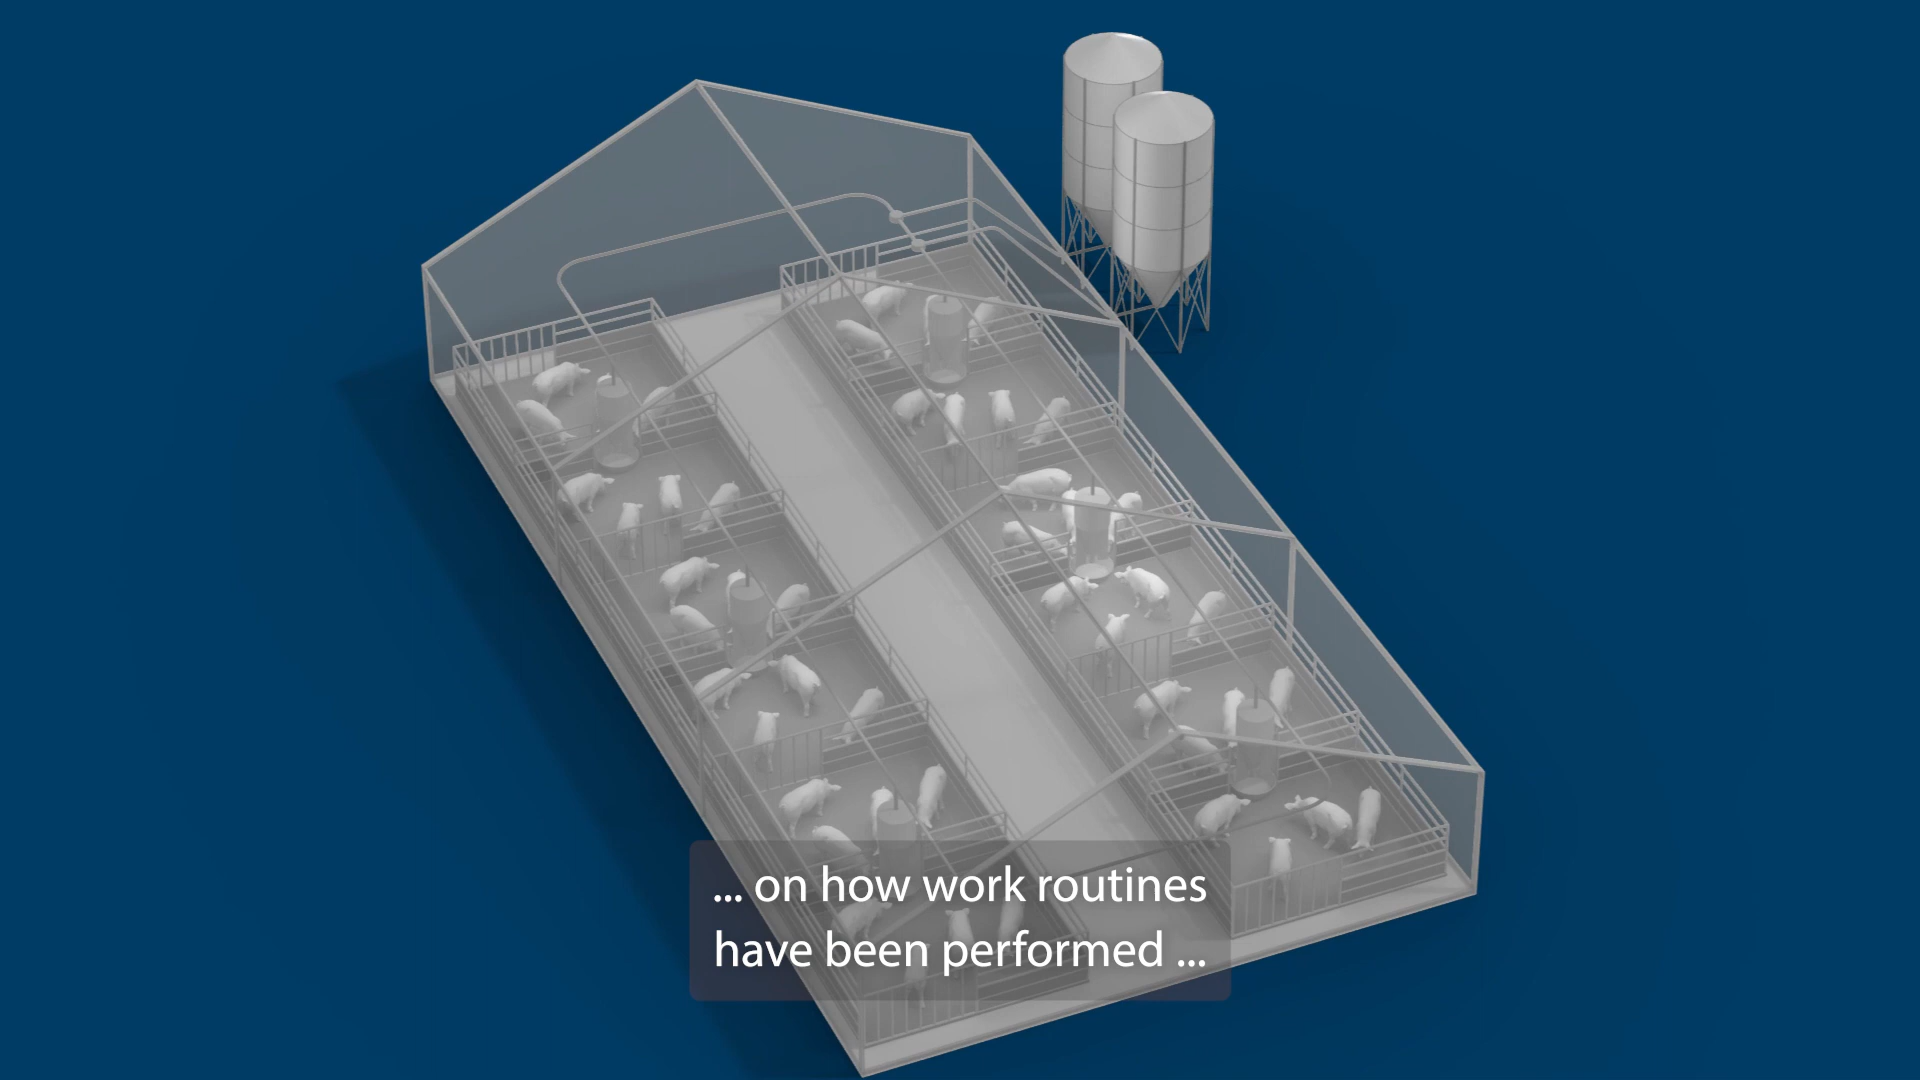 ... on how work routines
have been performed ...